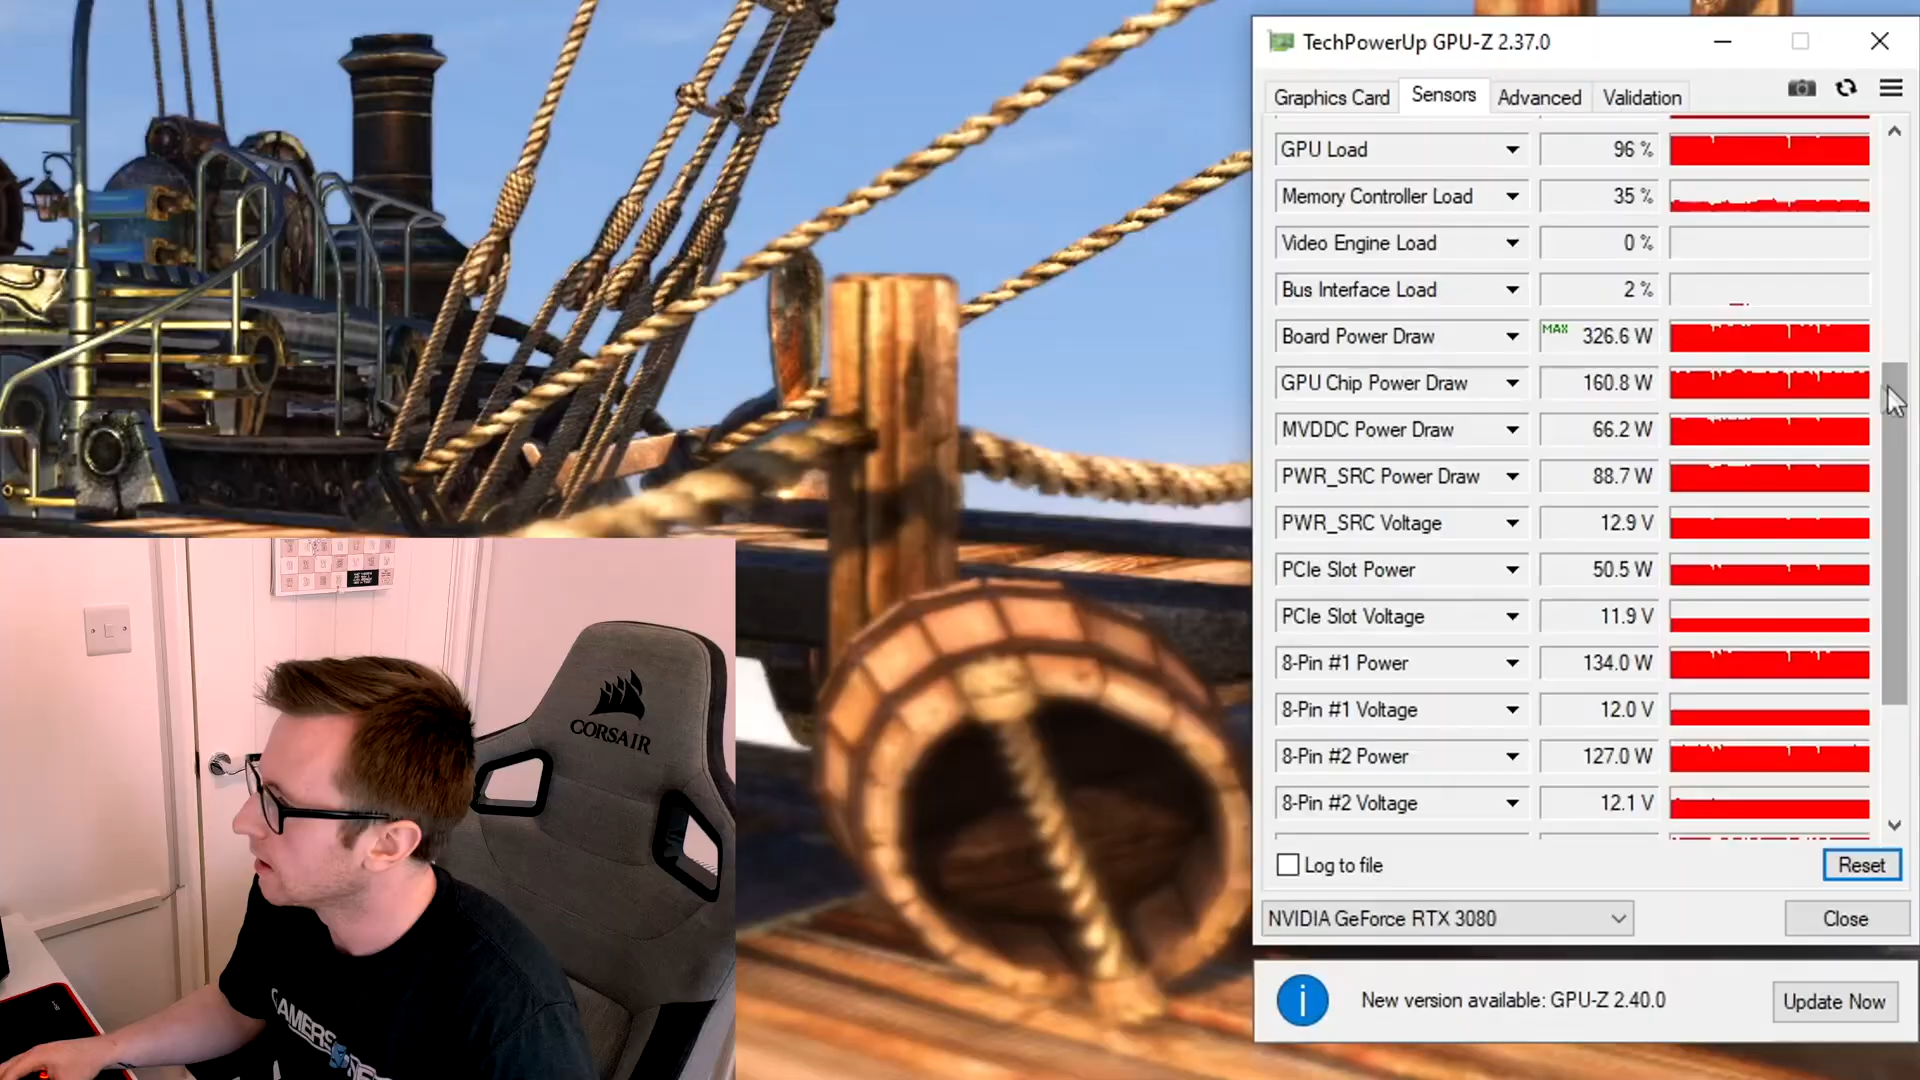 TechPowerUp GPU-Z 2.37.0
Graphics Card Sensors Advanced Validation
GPU Load 96 %
Memory Controller Load 35 %
Video Engine Load 0 %
Bus Interface Load 2 %
Board Power Draw MAX 326.6 W
GPU Chip Power Draw 160.8 W
MVDDC Power Draw 66.2 W
PWR_SRC Power Draw 88.7 W
PWR_SRC Voltage 12.9 V
PCIe Slot Power 50.5 W
PCIe Slot Voltage 11.9 V
8-Pin #1 Power 134.0 W
8-Pin #1 Voltage 12.0 V
8-Pin #2 Power 127.0 W
8-Pin #2 Voltage 12.1 V
Log to file Reset
NVIDIA GeForce RTX 3080 Close
New version available: GPU-Z 2.40.0 Update Now
CORSAIR
GAMERS